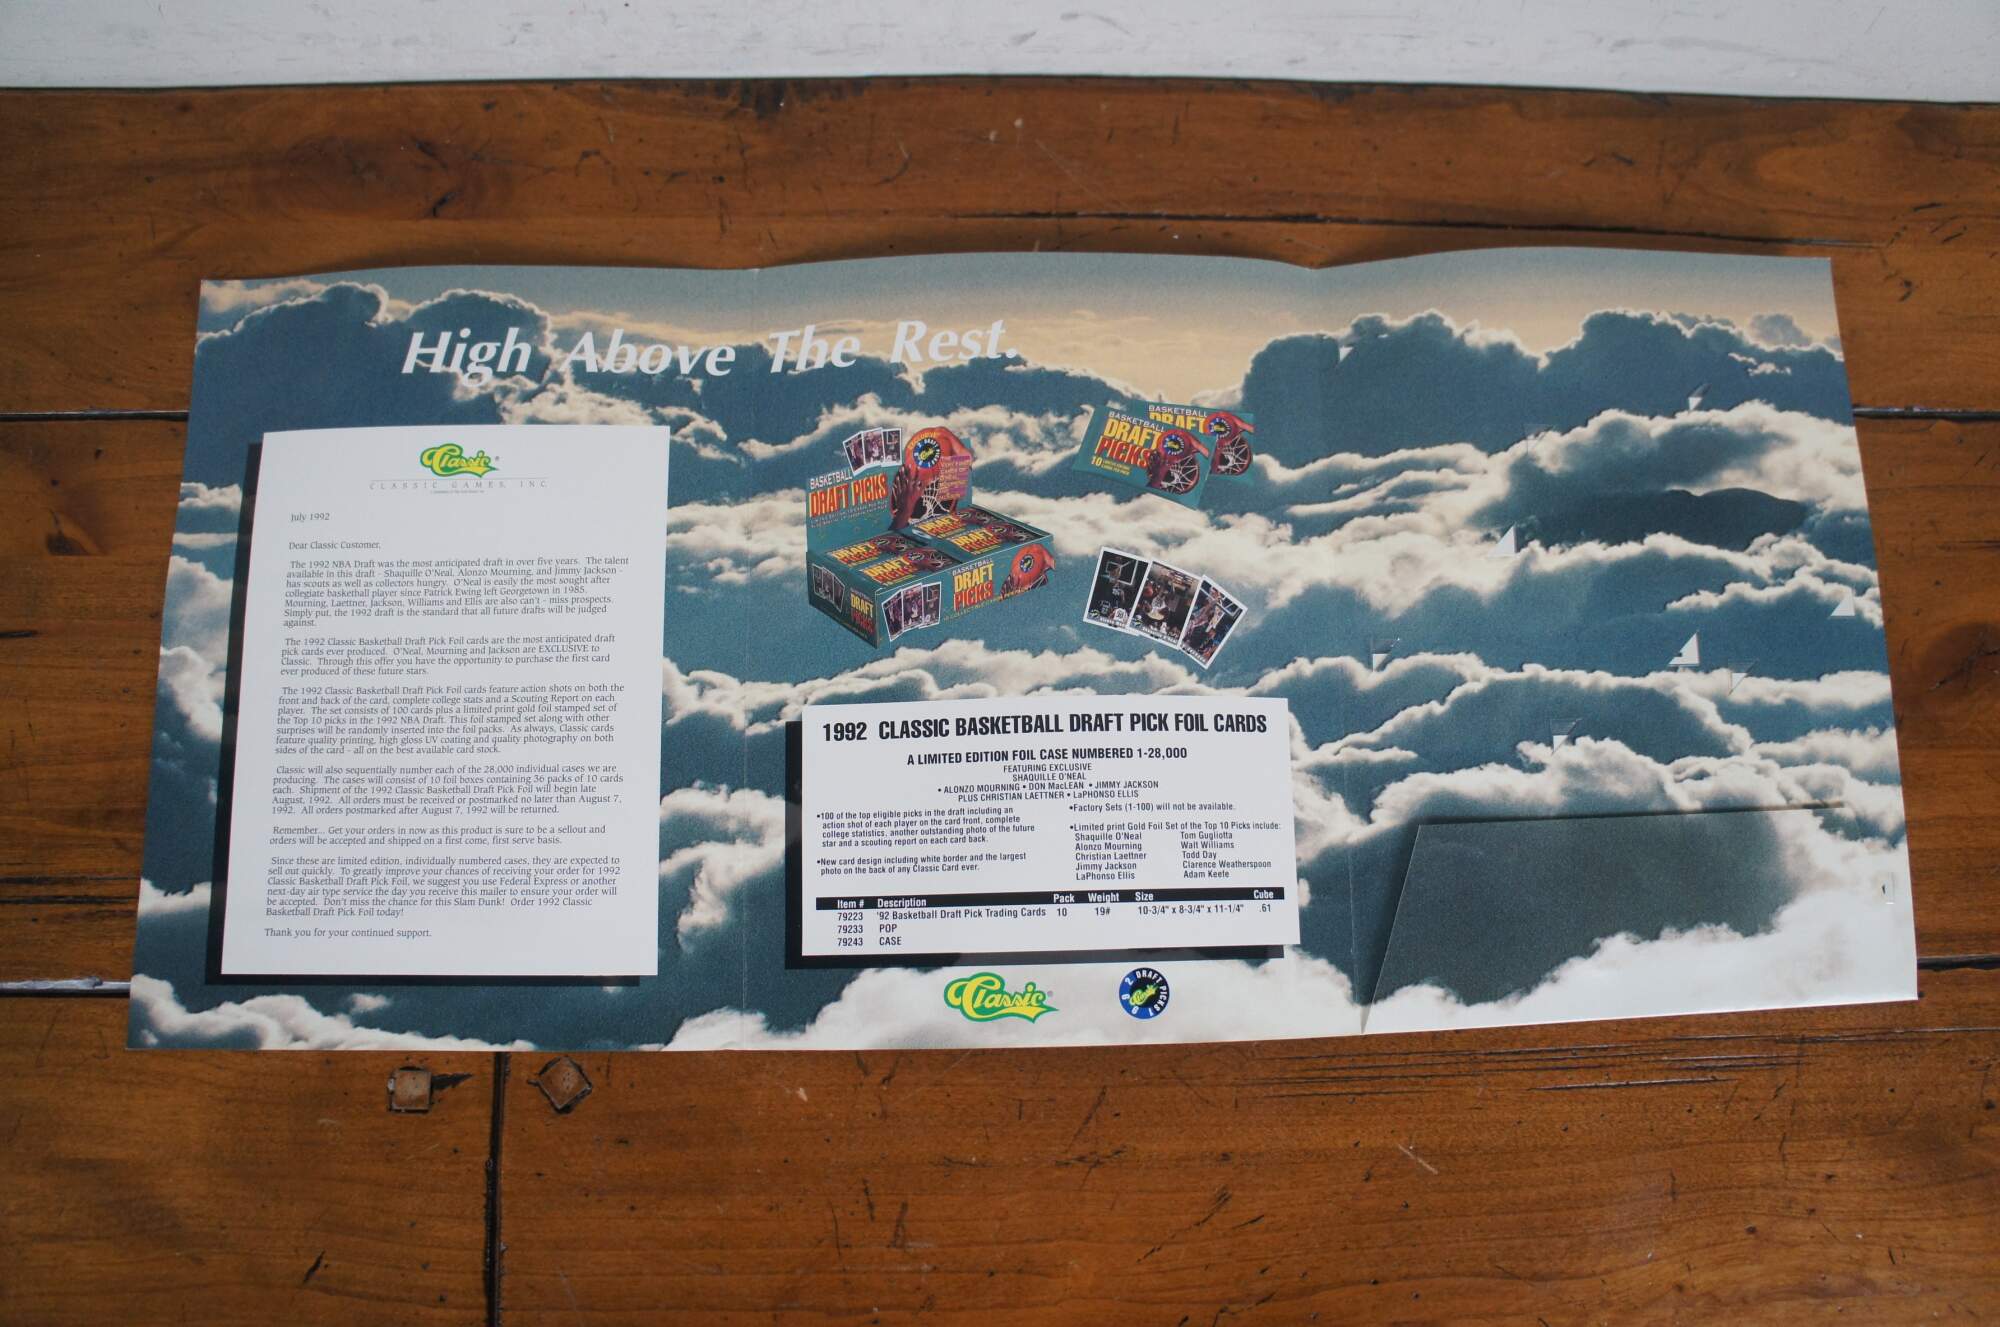 High Above The Rest.
Classic®
CLASSIC GAMES, INC.
July 1992
Dear Classic Customer,
The 1992 NBA Draft was the most anticipated draft in over five years. The talent
available in this draft - Shaquille O'Neal, Alonzo Mourning, and Jimmy Jackson -
has scouts as well as collectors hungry. O'Neal is easily the most sought after
collegiate basketball player since Patrick Ewing left Georgetown in 1985.
Mourning, Laettner, Jackson, Williams and Ellis are also can't - miss prospects.
Simply put, the 1992 draft is the standard that all future drafts will be judged
against.
The 1992 Classic Basketball Draft Pick Foil cards are the most anticipated draft
pick cards ever produced. O'Neal, Mourning and Jackson are EXCLUSIVE to
Classic. Through this offer you have the opportunity to purchase the first card
ever produced of these future stars.
The 1992 Classic Basketball Draft Pick Foil cards feature action shots on both the
front and back of the card, complete college stats and a Scouting Report on each
player. The set consists of 100 cards plus a limited print gold foil stamped set of
the Top 10 picks in the 1992 NBA Draft. This foil stamped set along with other
surprises will be randomly inserted into the foil packs. As always, Classic cards
feature quality printing, high gloss UV coating and quality photography on both
sides of the card - all on the best available card stock.
Classic will also sequentially number each of the 28,000 individual cases we are
producing. The cases will consist of 10 foil boxes containing 36 packs of 10 cards
each. Shipment of the 1992 Classic Basketball Draft Pick Foil will begin late
August, 1992. All orders must be received or postmarked no later than August 7,
1992. All orders postmarked after August 7, 1992 will be returned.
Remember... Get your orders in now as this product is sure to be a sellout and
orders will be accepted and shipped on a first come, first serve basis.
Since these are limited edition, individually numbered cases, they are expected to
sell out quickly. To greatly improve your chances of receiving your order for 1992
Classic Basketball Draft Pick Foil, we suggest you use Federal Express or another
next-day air type service the day you receive this mailer to ensure your order will
be accepted. Don't miss the chance for this Slam Dunk! Order 1992 Classic
Basketball Draft Pick Foil today!
Thank you for your continued support.
BASKETBALL
DRAFT PICKS
DRAFT
PICKS
BASKETBALL
DRAFT
PICKS
BASKETBALL
DRAFT
BASKETBALL
DRAFT
PICKS
10
1992 CLASSIC BASKETBALL DRAFT PICK FOIL CARDS
A LIMITED EDITION FOIL CASE NUMBERED 1-28,000
FEATURING EXCLUSIVE
SHAQUILLE O'NEAL
• ALONZO MOURNING • DON MacLEAN • JIMMY JACKSON
PLUS CHRISTIAN LAETTNER • LaPHONSO ELLIS
•100 of the top eligible picks in the draft including an
action shot of each player on the card front, complete
college statistics, another outstanding photo of the future
star and a scouting report on each card back.
•New card design including white border and the largest
photo on the back of any Classic Card ever.
•Factory Sets (1-100) will not be available.
•Limited print Gold Foil Set of the Top 10 Picks include:
Shaquille O'Neal Tom Gugliotta
Alonzo Mourning Walt Williams
Christian Laettner Todd Day
Jimmy Jackson Clarence Weatherspoon
LaPhonso Ellis Adam Keefe
Item # Description Pack Weight Size Cube
79223 '92 Basketball Draft Pick Trading Cards 10 19# 10-3/4" x 8-3/4" x 11-1/4" .61
79233 POP
79243 CASE
Classic®
92 DRAFT PICKS
Classic